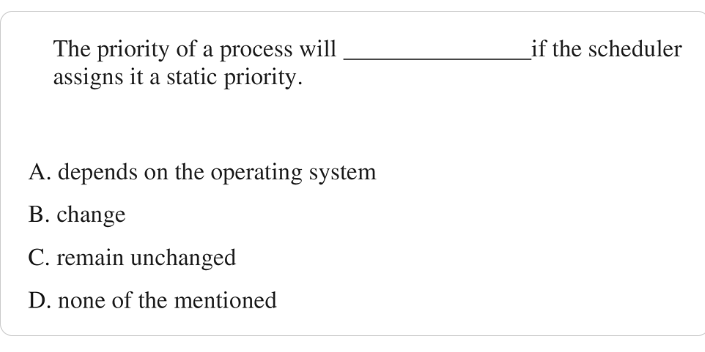 The priority of a process will ________________if the scheduler
assigns it a static priority.
A. depends on the operating system
B. change
C. remain unchanged
D. none of the mentioned